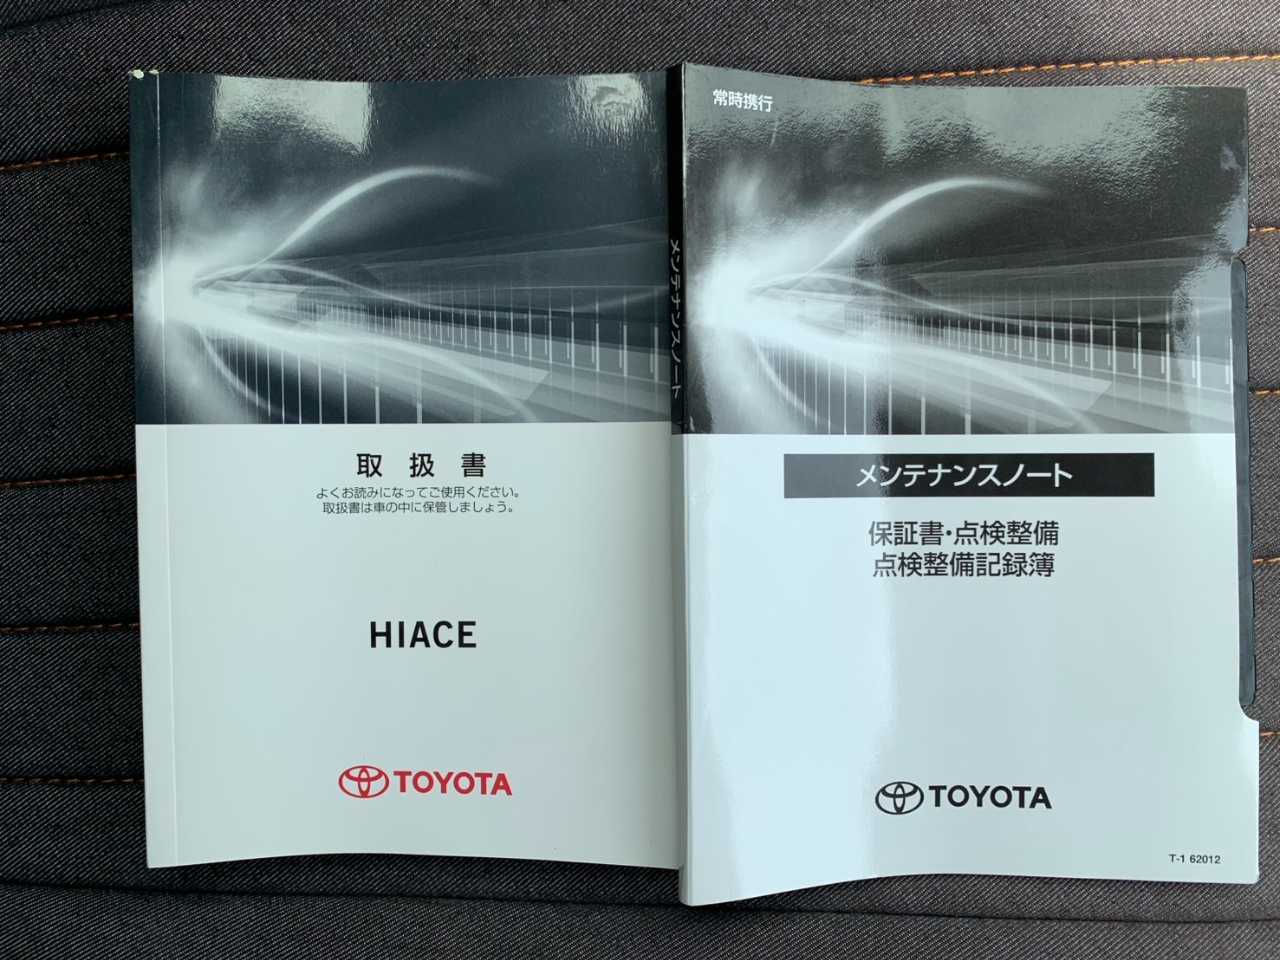 取扱書
よくお読みになってご使用ください。
取扱書は車の中に保管しましょう。
HIACE
TOYOTA
メンテナンスノート
常時携行
メンテナンスノート
保証書・点検整備
点検整備記録簿
TOYOTA
T-1 62012